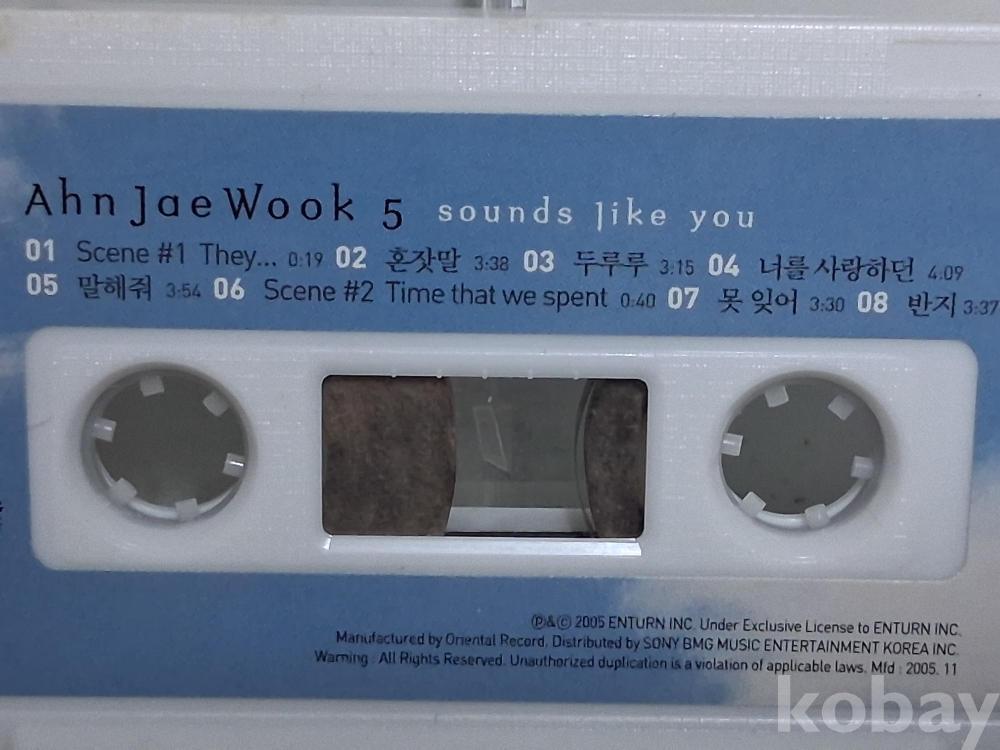 Ahn Jae Wook 5 sounds like you
01 Scene #1 They... 0:19 02 혼잣말 3:38 03 두루루 3:15 04 너를 사랑하던 4:09
05 말해줘 3:54 06 Scene #2 Time that we spent 0:40 07 못 잊어 3:30 08 반지 3:37
℗&© 2005 ENTURN INC. Under Exclusive License to ENTURN INC.
Manufactured by Oriental Record, Distributed by SONY BMG MUSIC ENTERTAINMENT KOREA INC.
Warning : All Rights Reserved. Unauthorized duplication is a violation of applicable laws. Mfd : 2005. 11
kobay